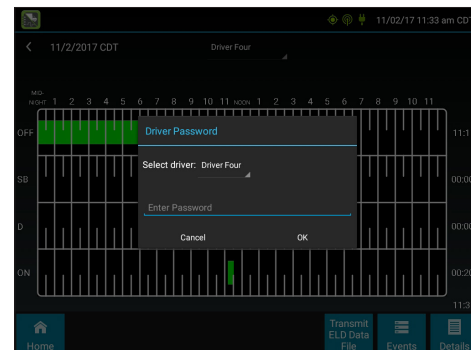 11/02/17 11:33 am CDT
11/2/2017 CDT Driver Four
MID-
NIGHT 1 2 3 4 5 6 7 8 9 10 11 NOON 1 2 3 4 5 6 7 8 9 10 11
OFF 11:1
Driver Password
Select driver: Driver Four
SB 00:00
Enter Password
D 00:00
Cancel OK
ON 00:20
11:3
Home
Transmit
ELD Data
File
Events
Details